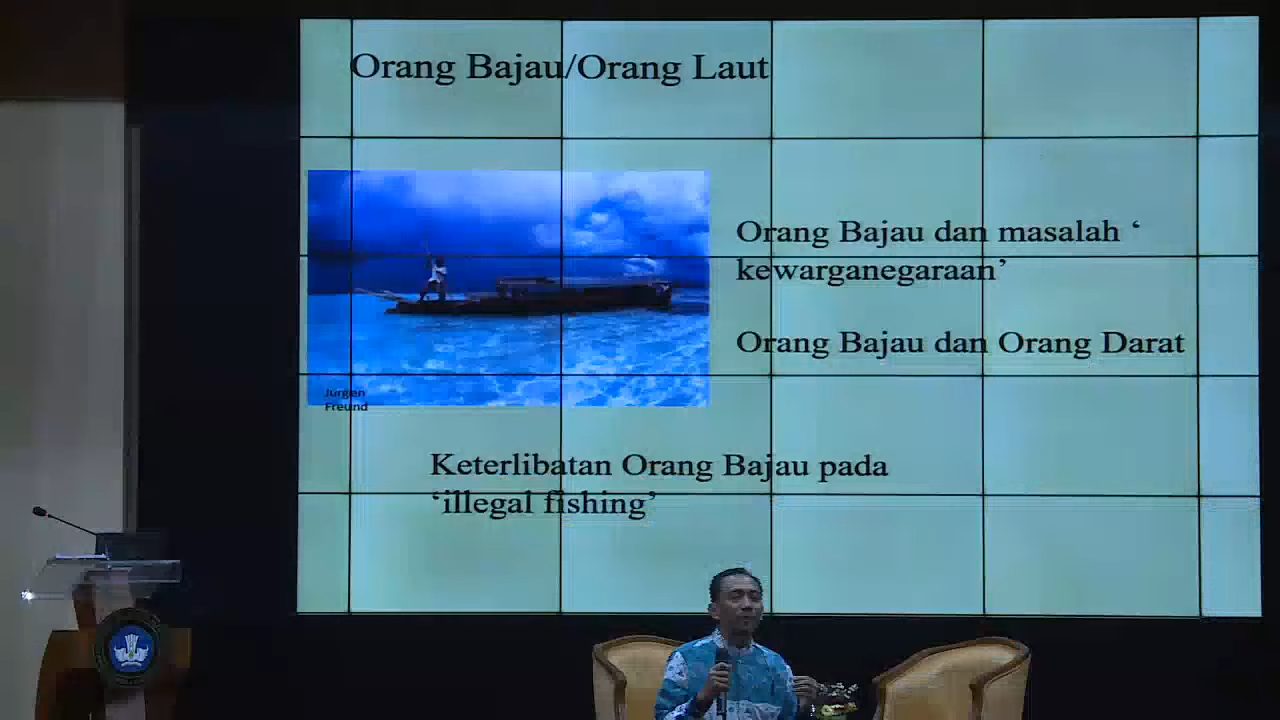 Orang Bajau/Orang Laut
Orang Bajau dan masalah ‘
kewarganegaraan’
Orang Bajau dan Orang Darat
Jürgen
Freund
Keterlibatan Orang Bajau pada
‘illegal fishing’